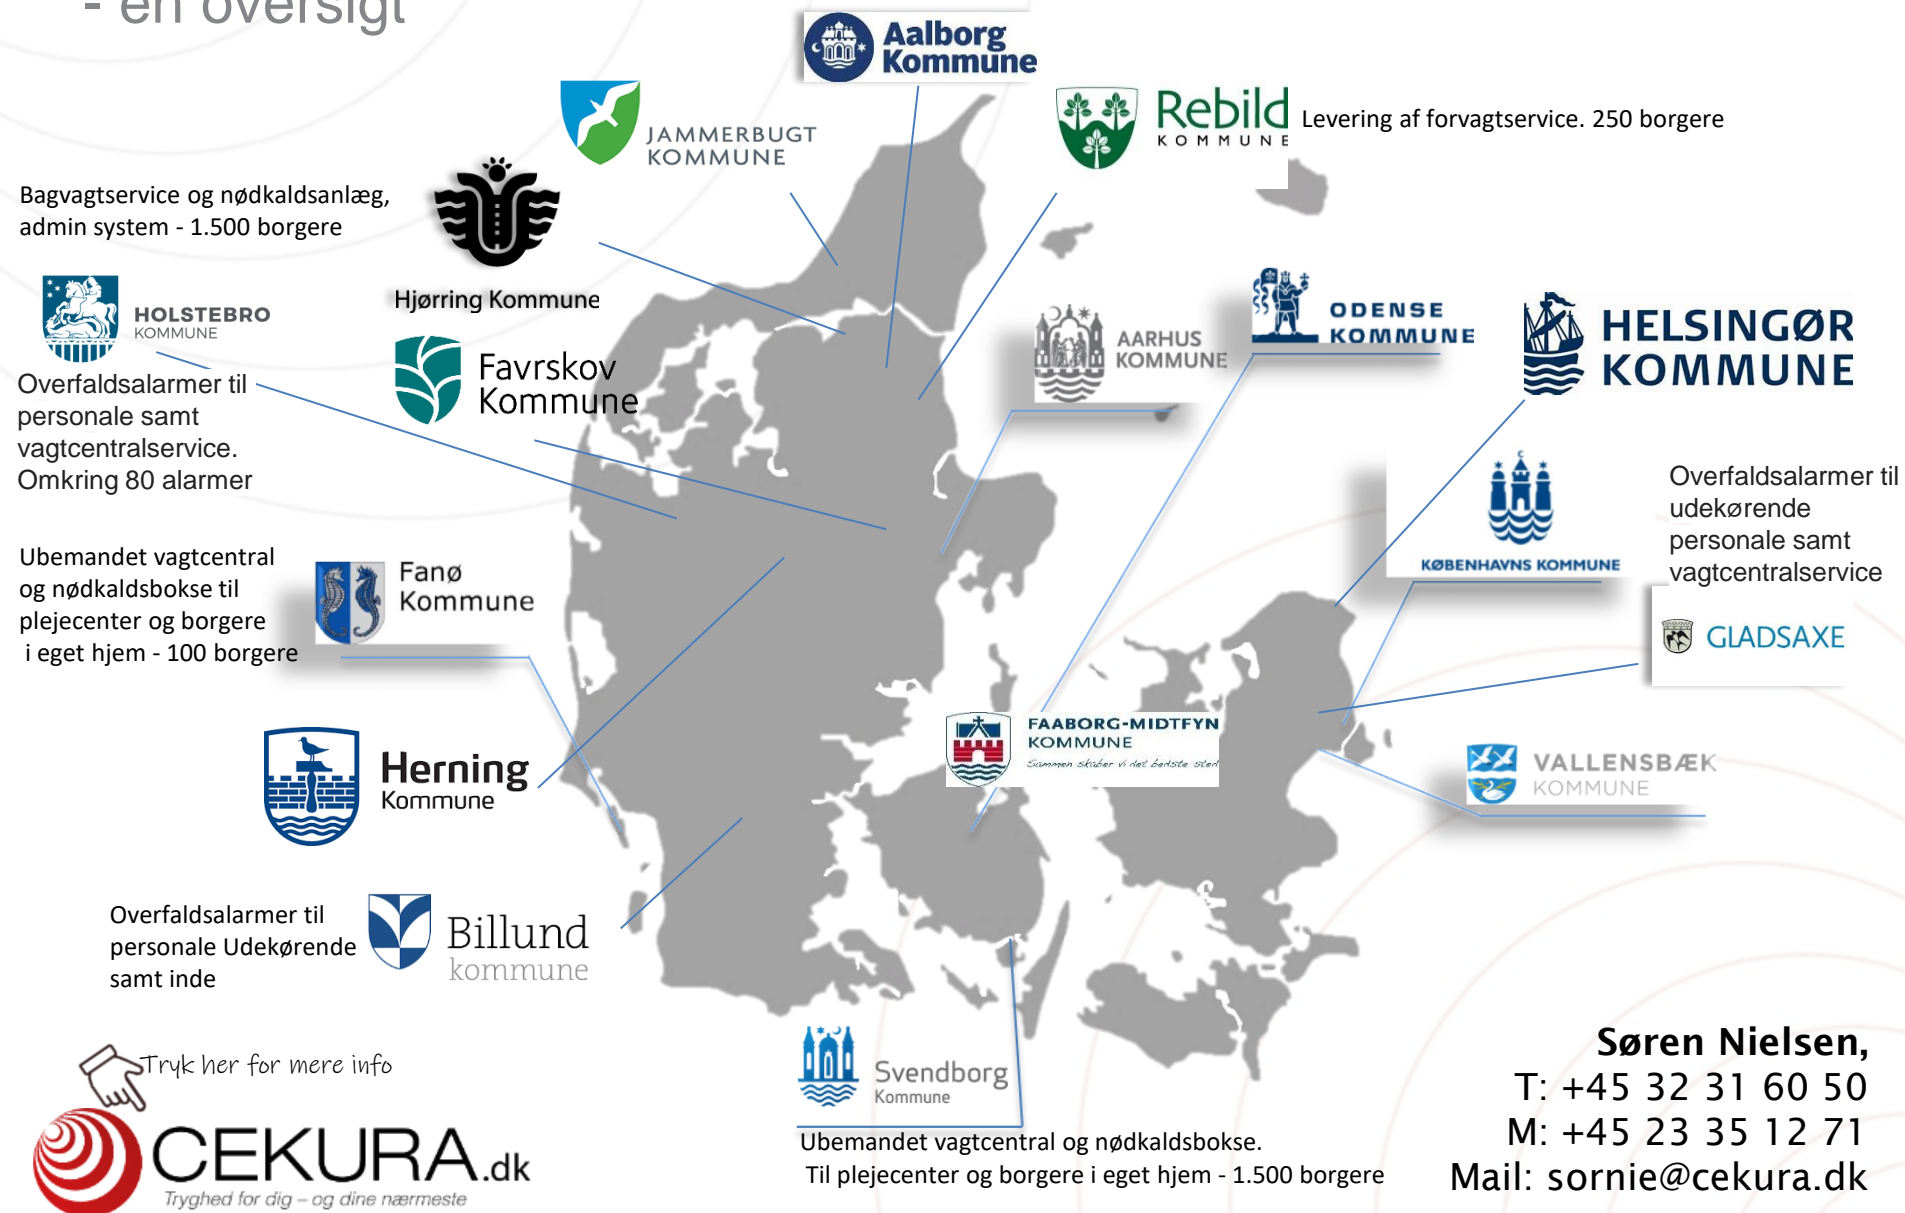 - en oversigt
Aalborg
Kommune
JAMMERBUGT
KOMMUNE
Rebild
KOMMUNE
Levering af forvagtservice. 250 borgere
Bagvagtservice og nødkaldsanlæg,
admin system - 1.500 borgere
Hjørring Kommune
HOLSTEBRO
KOMMUNE
Overfaldsalarmer til
personale samt
vagtcentralservice.
Omkring 80 alarmer
Favrskov
Kommune
AARHUS
KOMMUNE
ODENSE
KOMMUNE
HELSINGØR
KOMMUNE
KØBENHAVNS KOMMUNE
Overfaldsalarmer til
udekørende
personale samt
vagtcentralservice
GLADSAXE
Ubemandet vagtcentral
og nødkaldsbokse til
plejecenter og borgere
i eget hjem - 100 borgere
Fanø
Kommune
Herning
Kommune
FAABORG-MIDTFYN
KOMMUNE
Sammen skaber vi det bedste sted
VALLENSBÆK
KOMMUNE
Overfaldsalarmer til
personale Udekørende
samt inde
Billund
kommune
Svendborg
Kommune
Ubemandet vagtcentral og nødkaldsbokse.
Til plejecenter og borgere i eget hjem - 1.500 borgere
Tryk her for mere info
CEKURA.dk
Tryghed for dig – og dine nærmeste
Søren Nielsen,
T: +45 32 31 60 50
M: +45 23 35 12 71
Mail: sornie@cekura.dk